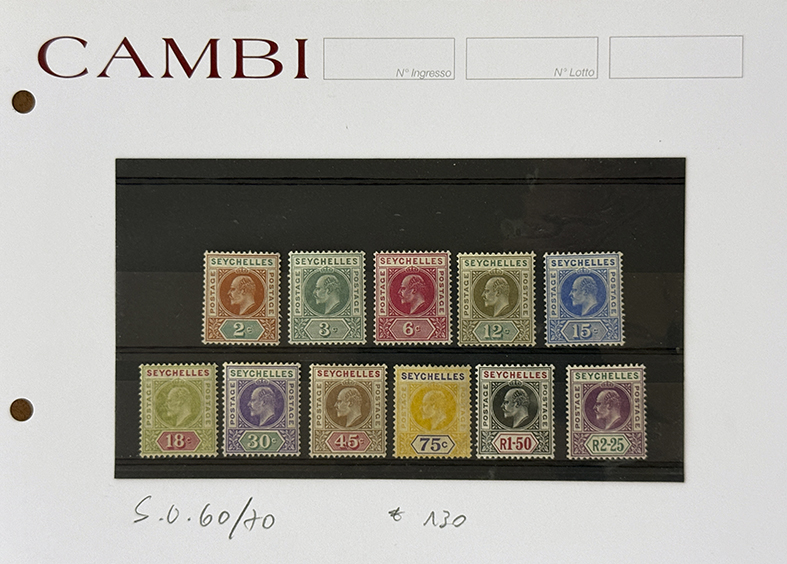 CAMBI
N° Ingresso N° Lotto
SEYCHELLES SEYCHELLES SEYCHELLES SEYCHELLES SEYCHELLES
POSTAGE POSTAGE POSTAGE POSTAGE POSTAGE POSTAGE POSTAGE POSTAGE POSTAGE POSTAGE
2c 3c 6c 12c 15c
SEYCHELLES SEYCHELLES SEYCHELLES SEYCHELLES SEYCHELLES SEYCHELLES
POSTAGE POSTAGE POSTAGE POSTAGE POSTAGE POSTAGE POSTAGE POSTAGE POSTAGE POSTAGE POSTAGE POSTAGE
18c 30c 45c 75c R1·50 R2·25
S.U.60/70 * 130